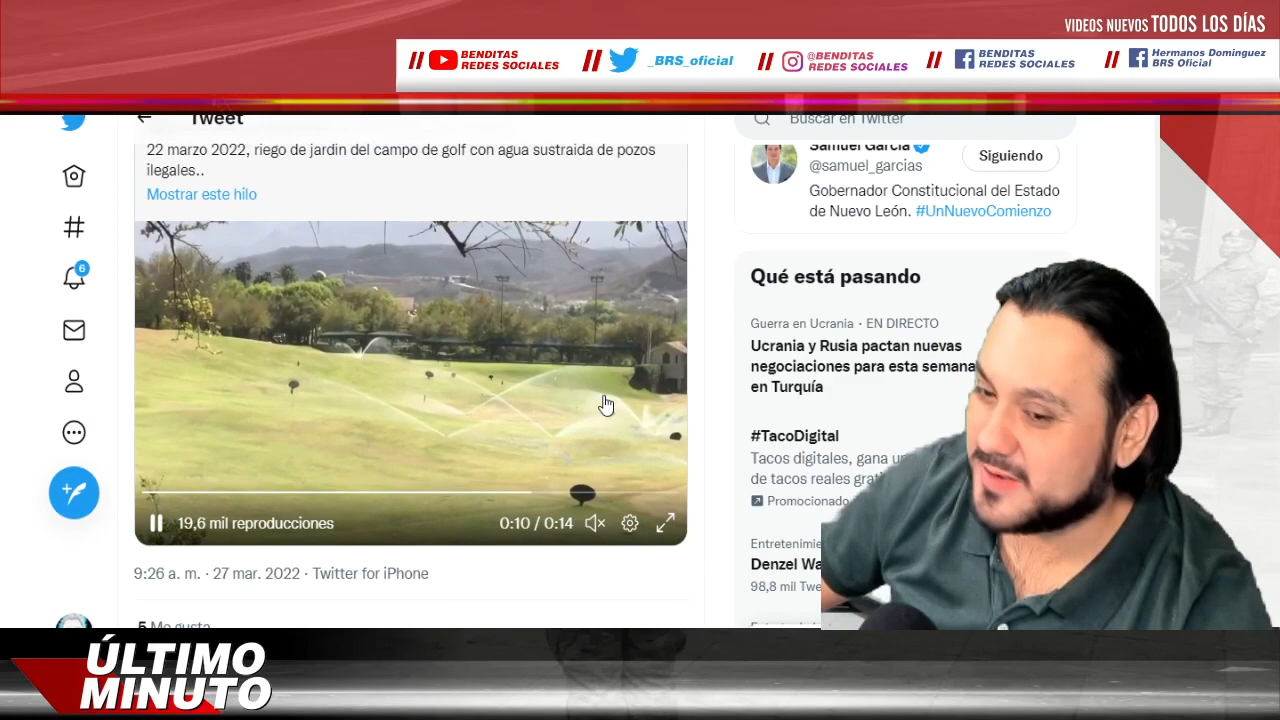 VIDEOS NUEVOS TODOS LOS DÍAS
BENDITAS
REDES SOCIALES
_BRS_oficial
@BENDITAS
REDES SOCIALES
BENDITAS
REDES SOCIALES
Hermanos Dominguez
BRS Oficial
Tweet
22 marzo 2022, riego de jardin del campo de golf con agua sustraida de pozos
ilegales..
Mostrar este hilo
19,6 mil reproducciones
0:10 / 0:14
9:26 a. m. · 27 mar. 2022 · Twitter for iPhone
5 Me gusta
6
Buscar en Twitter
Samuel García
@samuel_garcias
Siguiendo
Gobernador Constitucional del Estado
de Nuevo León. #UnNuevoComienzo
Qué está pasando
Guerra en Ucrania · EN DIRECTO
Ucrania y Rusia pactan nuevas
negociaciones para esta semana
en Turquía
#TacoDigital
Tacos digitales, gana
de tacos reales
Promocionado
Denzel
98,8 mil
ÚLTIMO
MINUTO